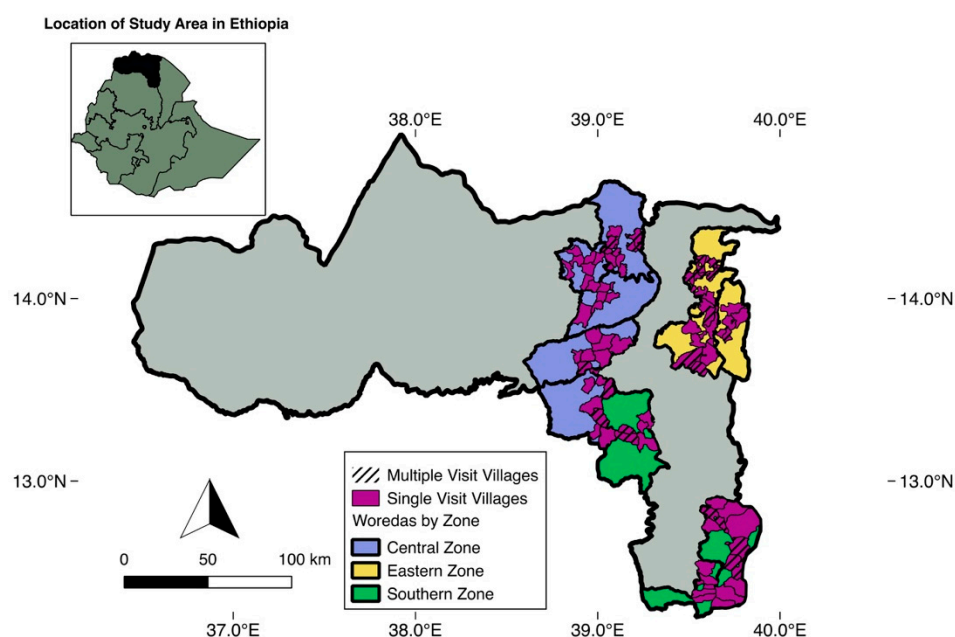 Location of Study Area in Ethiopia
38.0°E
39.0°E
40.0°E
14.0°N
14.0°N
13.0°N
13.0°N
Multiple Visit Villages
Single Visit Villages
Woredas by Zone
Central Zone
Eastern Zone
Southern Zone
0 50 100 km
37.0°E
38.0°E
39.0°E
40.0°E